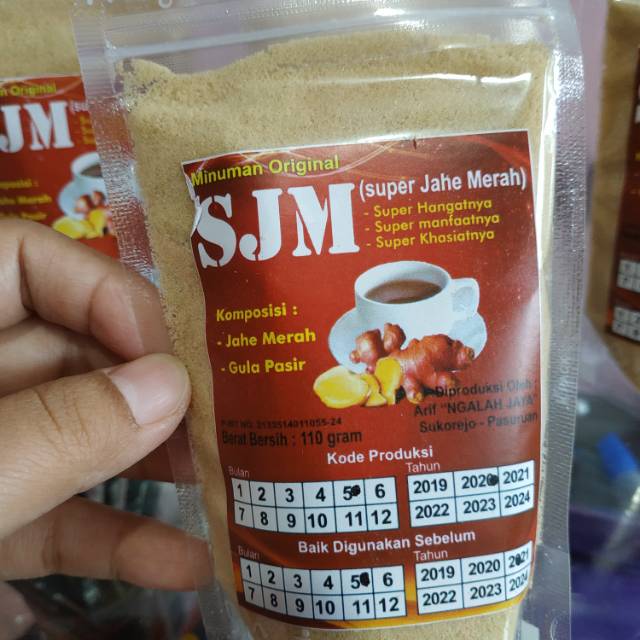 Minuman Original
SJM (super Jahe Merah)
- Super Hangatnya
- Super manfaatnya
- Super Khasiatnya
Komposisi :
- Jahe Merah
- Gula Pasir
Diproduksi Oleh :
Arif "NGALAH JAYA"
Sukorejo - Pasuruan
Berat Bersih : 110 gram
Kode Produksi
Bulan Tahun
1 2 3 4 5 6 2019 2020 2021
7 8 9 10 11 12 2022 2023 2024
Baik Digunakan Sebelum
Bulan Tahun
1 2 3 4 5 6 2019 2020 2021
7 8 9 10 11 12 2022 2023 2024